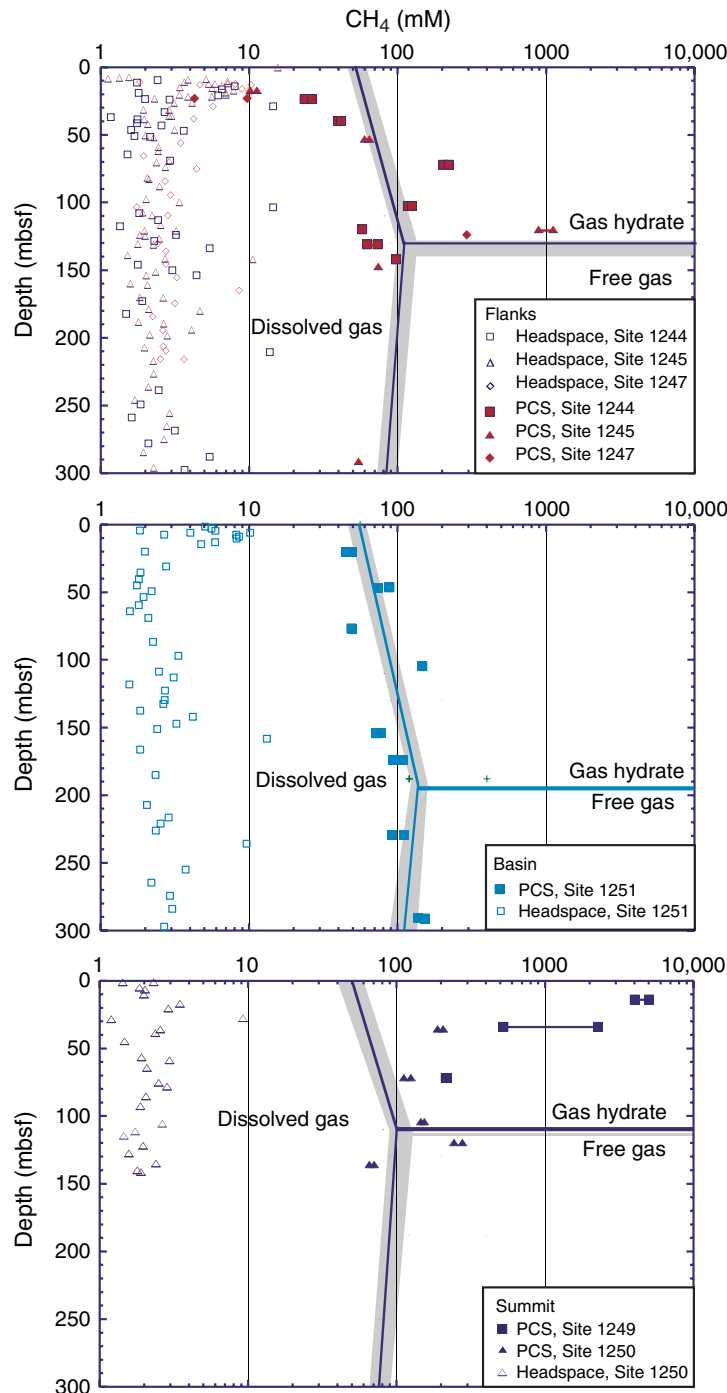 CH4 (mM)
1 10 100 1000 10,000
0
50
100
150
200
250
300
Depth (mbsf)
Gas hydrate
Free gas
Dissolved gas
Flanks
Headspace, Site 1244
Headspace, Site 1245
Headspace, Site 1247
PCS, Site 1244
PCS, Site 1245
PCS, Site 1247
1 10 100 1000 10,000
0
50
100
150
200
250
300
Depth (mbsf)
Dissolved gas
Gas hydrate
Free gas
Basin
PCS, Site 1251
Headspace, Site 1251
1 10 100 1000 10,000
0
50
100
150
200
250
300
Depth (mbsf)
Dissolved gas
Gas hydrate
Free gas
Summit
PCS, Site 1249
PCS, Site 1250
Headspace, Site 1250